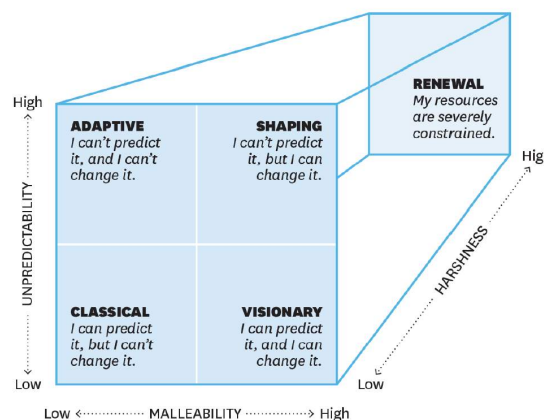 RENEWAL
My resources
are severely
constrained.
High
ADAPTIVE
I can't predict
it, and I can't
change it.
SHAPING
I can't predict
it, but I can
change it.
Hig
UNPREDICTABILITY
HARSHNESS
CLASSICAL
I can predict
it, but I can't
change it.
VISIONARY
I can predict
it, and I can
change it.
Low
Low
Low
MALLEABILITY
High